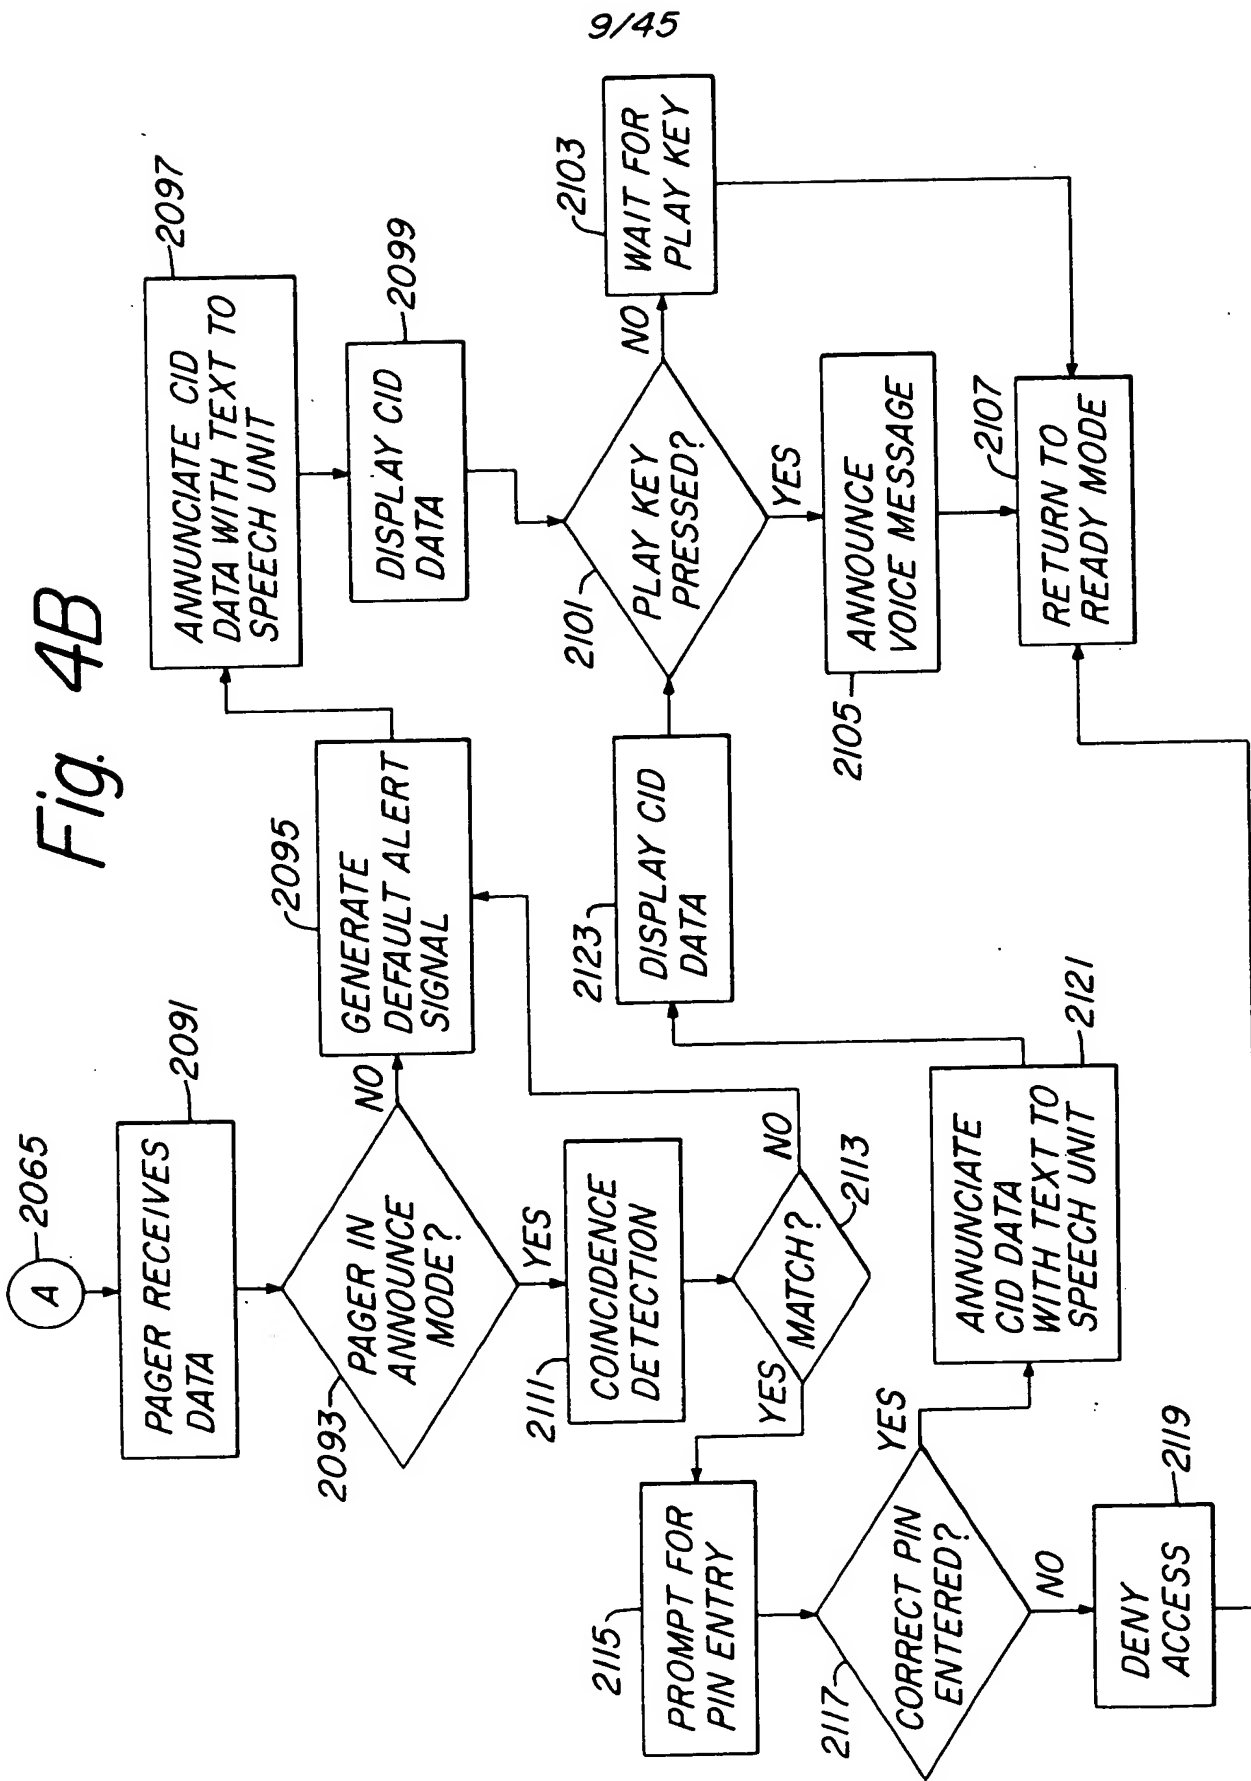 9/45
Fig. 4B
A
2065
PAGER RECEIVES
DATA
2091
PAGER IN
ANNOUNCE
MODE?
2093
NO
YES
GENERATE
DEFAULT ALERT
SIGNAL
2095
ANNUNCIATE CID
DATA WITH TEXT TO
SPEECH UNIT
2097
DISPLAY CID
DATA
2099
COINCIDENCE
DETECTION
2111
MATCH?
2113
NO
YES
PROMPT FOR
PIN ENTRY
2115
CORRECT PIN
ENTERED?
2117
YES
NO
DENY
ACCESS
2119
ANNUNCIATE
CID DATA
WITH TEXT TO
SPEECH UNIT
2121
DISPLAY CID
DATA
2123
PLAY KEY
PRESSED?
2101
NO
YES
WAIT FOR
PLAY KEY
2103
ANNOUNCE
VOICE MESSAGE
2105
RETURN TO
READY MODE
2107